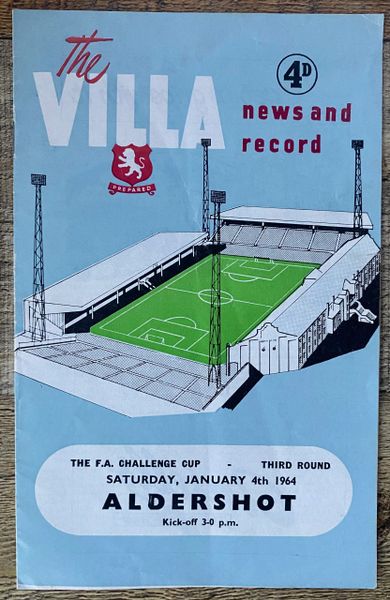 The
VILLA
4D
news and
record
PREPARED
THE F.A. CHALLENGE CUP - THIRD ROUND
SATURDAY, JANUARY 4th 1964
ALDERSHOT
Kick-off 3-0 p.m.